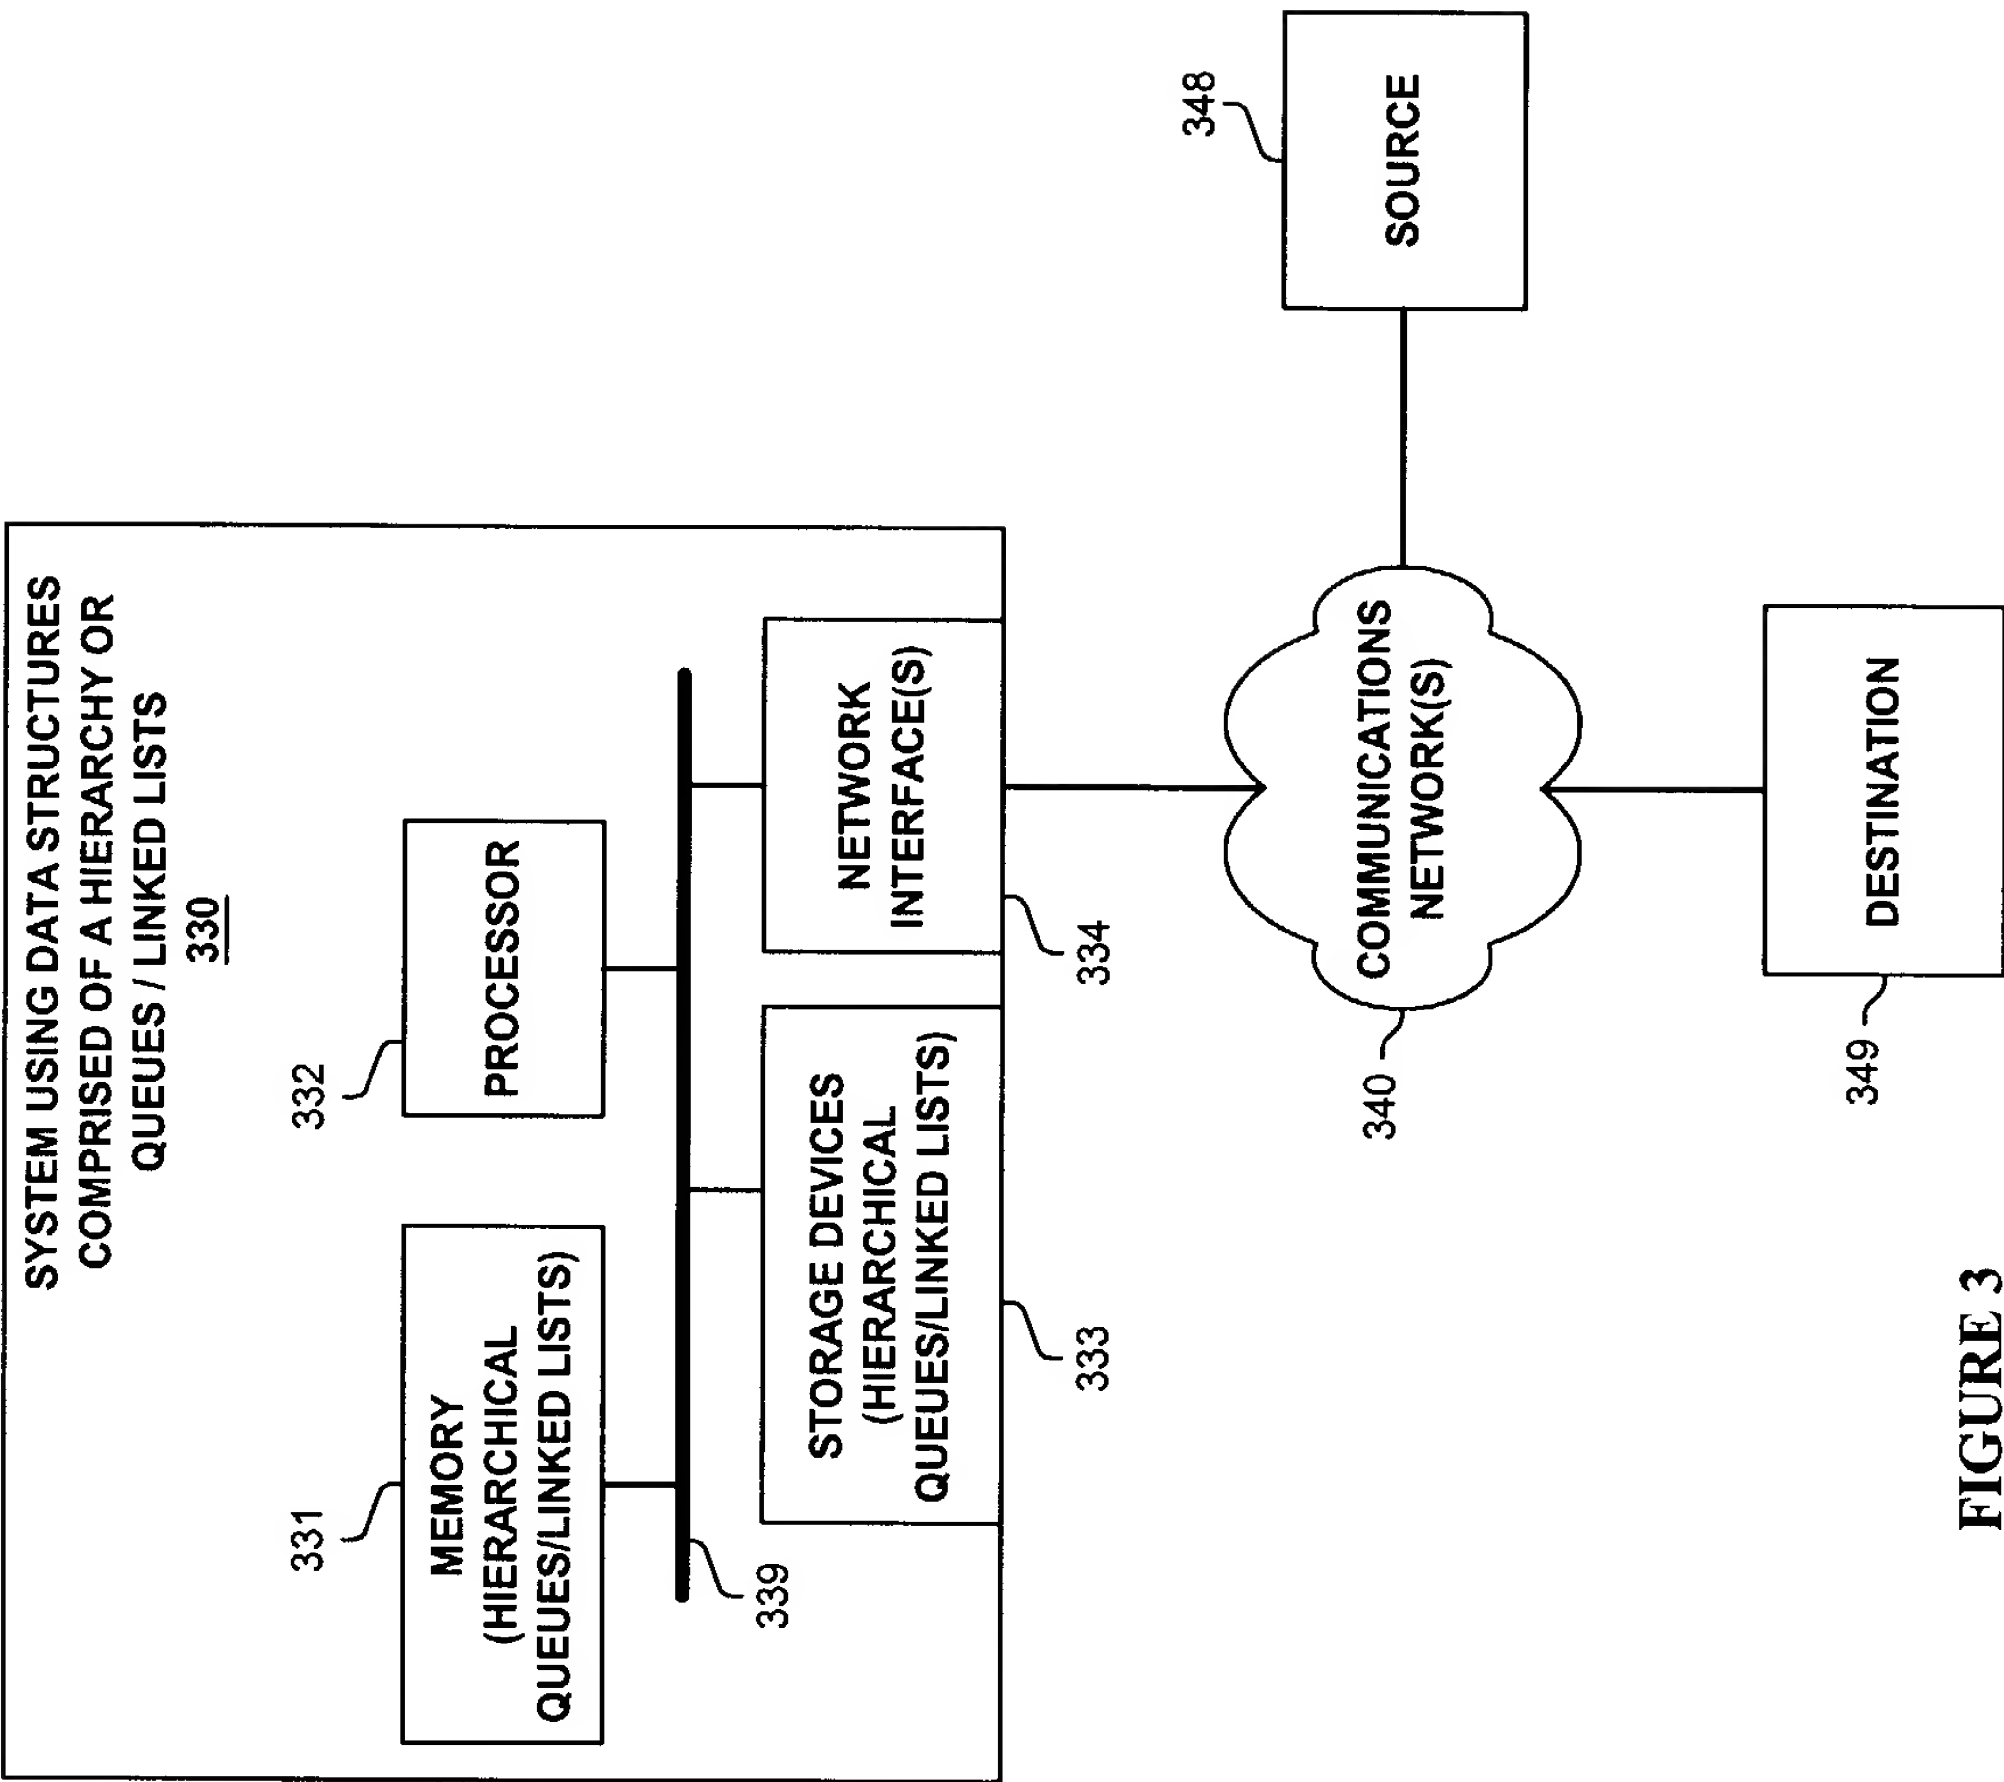 SYSTEM USING DATA STRUCTURES
COMPRISED OF A HIERARCHY OR
QUEUES / LINKED LISTS
330
331
MEMORY
(HIERARCHICAL
QUEUES/LINKED LISTS)
332
PROCESSOR
339
STORAGE DEVICES
(HIERARCHICAL
QUEUES/LINKED LISTS)
333
NETWORK
INTERFACE(S)
334
COMMUNICATIONS
NETWORK(S)
340
348
SOURCE
349
DESTINATION
FIGURE 3